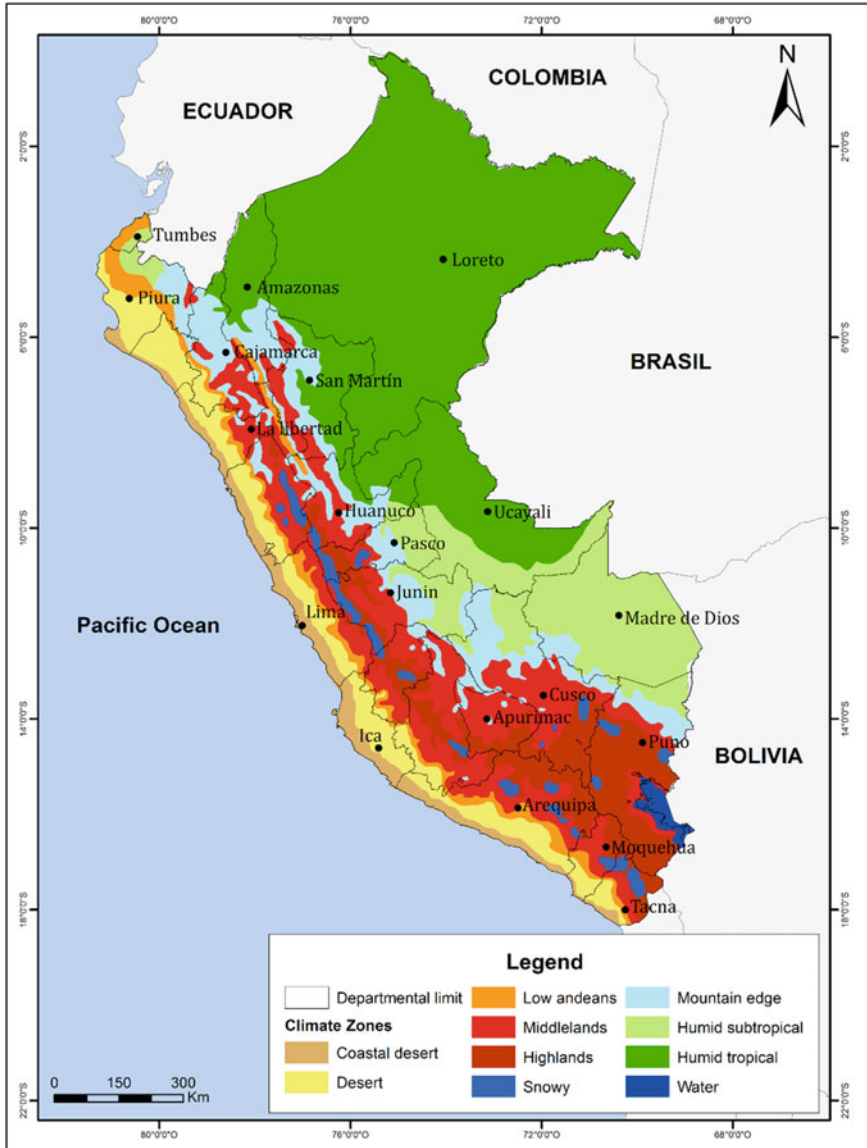 80°0'0"O 76°0'0"O 72°0'0"O 68°0'0"O
N
COLOMBIA
ECUADOR
2°0'0"S 2°0'0"S
Tumbes
Loreto
Amazonas
Piura
6°0'0"S 6°0'0"S
Cajamarca
BRASIL
San Martín
La libertad
Huanuco
Ucayali
10°0'0"S 10°0'0"S
Pasco
Junin
Madre de Dios
Lima
Pacific Ocean
Cusco
14°0'0"S 14°0'0"S
Apurimac
Ica
Puno
BOLIVIA
Arequipa
Moquehua
18°0'0"S 18°0'0"S
Tacna
Legend
Departmental limit
Climate Zones
Coastal desert
Desert
Low andeans
Middlelands
Highlands
Snowy
Mountain edge
Humid subtropical
Humid tropical
Water
0 150 300
Km
22°0'0"S 22°0'0"S
80°0'0"O 76°0'0"O 72°0'0"O 68°0'0"O